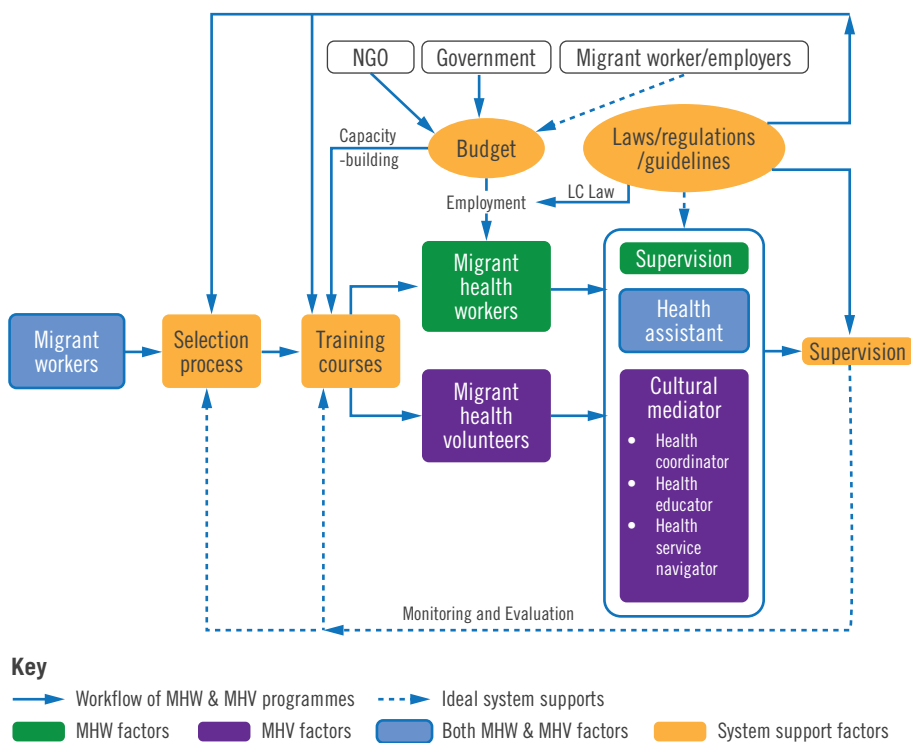 NGO
Government
Migrant worker/employers
Capacity
-building
Budget
Laws/regulations
/guidelines
Employment
LC Law
Migrant
health
workers
Supervision
Health
assistant
Migrant
workers
Selection
process
Training
courses
Supervision
Migrant
health
volunteers
Cultural
mediator
• Health
coordinator
• Health
educator
• Health
service
navigator
Monitoring and Evaluation
Key
Workflow of MHW & MHV programmes
Ideal system supports
MHW factors
MHV factors
Both MHW & MHV factors
System support factors